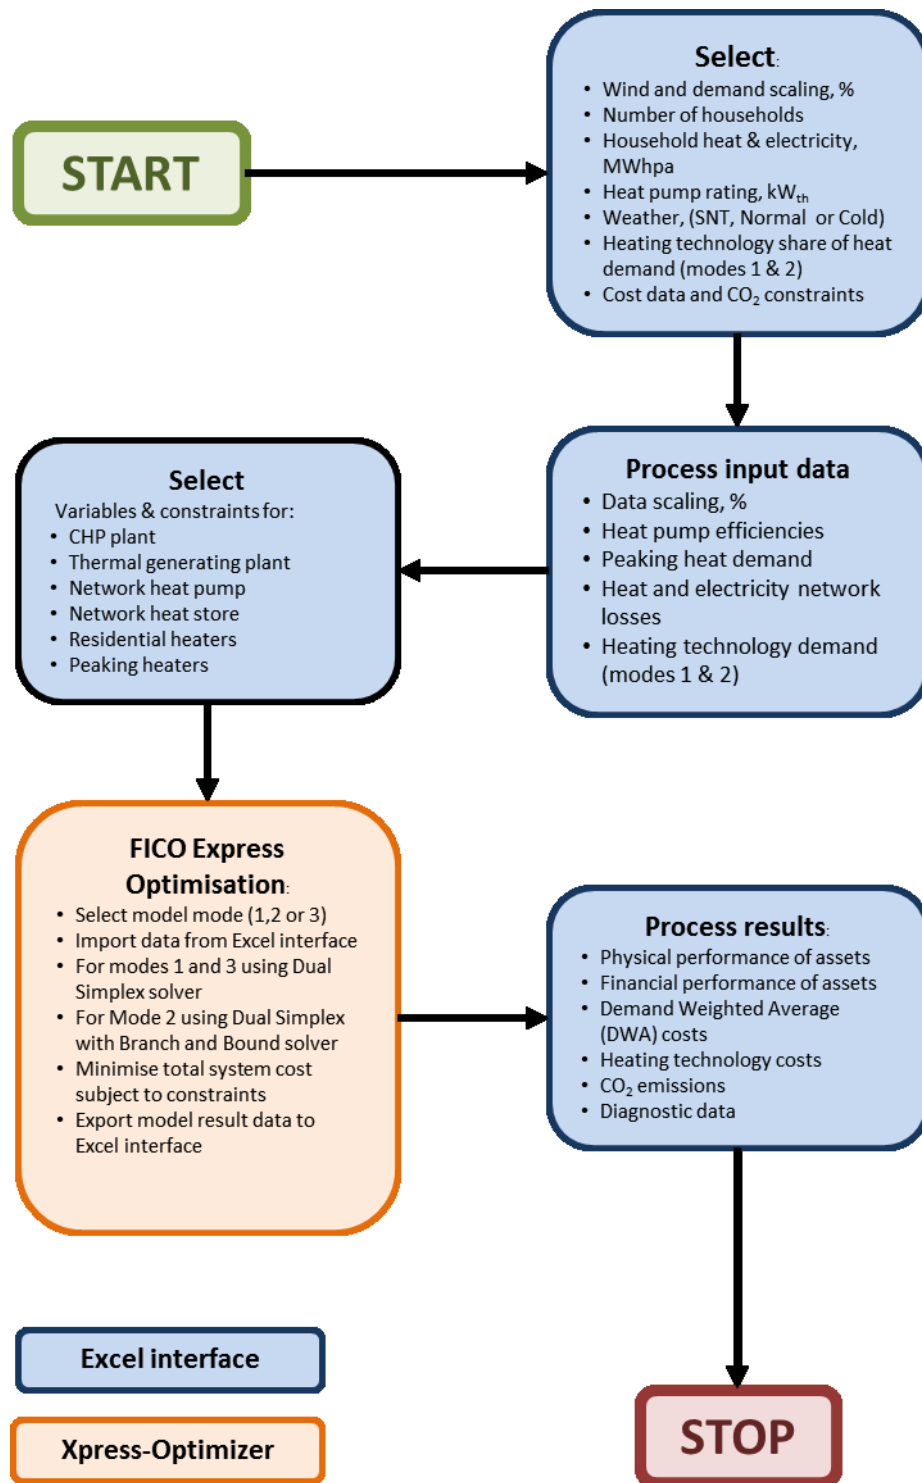 START
Select:
• Wind and demand scaling, %
• Number of households
• Household heat & electricity,
MWhpa
• Heat pump rating, kWth
• Weather, (SNT, Normal or Cold)
• Heating technology share of heat
demand (modes 1 & 2)
• Cost data and CO2 constraints
Process input data
• Data scaling, %
• Heat pump efficiencies
• Peaking heat demand
• Heat and electricity network
losses
• Heating technology demand
(modes 1 & 2)
Select
Variables & constraints for:
• CHP plant
• Thermal generating plant
• Network heat pump
• Network heat store
• Residential heaters
• Peaking heaters
FICO Express
Optimisation:
• Select model mode (1,2 or 3)
• Import data from Excel interface
• For modes 1 and 3 using Dual
Simplex solver
• For Mode 2 using Dual Simplex
with Branch and Bound solver
• Minimise total system cost
subject to constraints
• Export model result data to
Excel interface
Process results:
• Physical performance of assets
• Financial performance of assets
• Demand Weighted Average
(DWA) costs
• Heating technology costs
• CO2 emissions
• Diagnostic data
Excel interface
Xpress-Optimizer
STOP